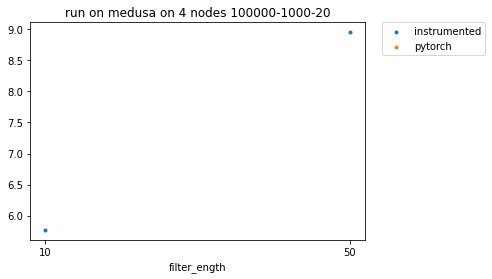 run on medusa on 4 nodes 100000-1000-20
instrumented
pytorch
9.0
8.5
8.0
7.5
7.0
6.5
6.0
10
50
filter_ength